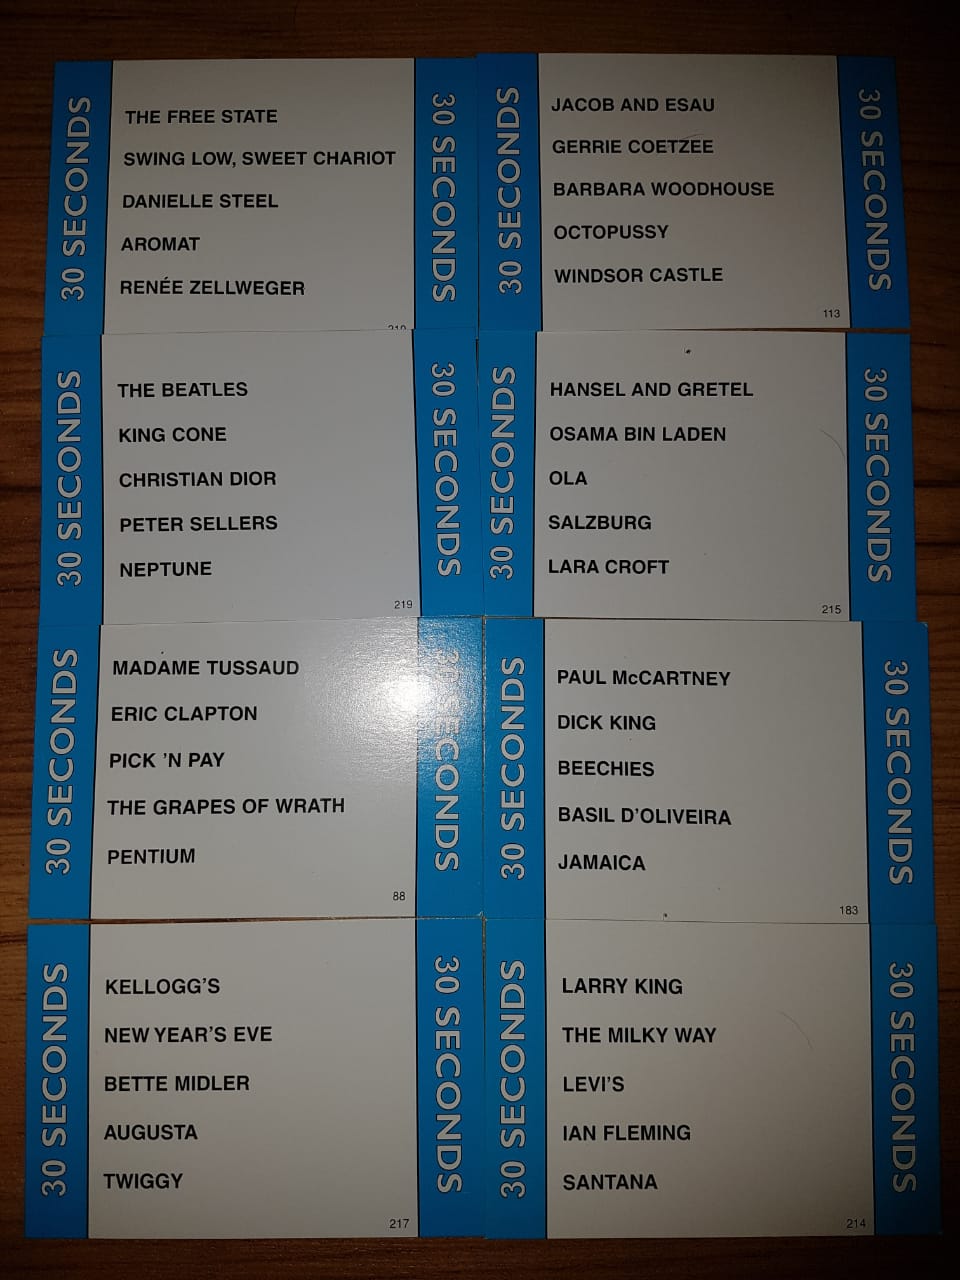 30 SECONDS
THE FREE STATE
SWING LOW, SWEET CHARIOT
DANIELLE STEEL
AROMAT
RENÉE ZELLWEGER
30 SECONDS
30 SECONDS
JACOB AND ESAU
GERRIE COETZEE
BARBARA WOODHOUSE
OCTOPUSSY
WINDSOR CASTLE
113
30 SECONDS
30 SECONDS
THE BEATLES
KING CONE
CHRISTIAN DIOR
PETER SELLERS
NEPTUNE
219
30 SECONDS
30 SECONDS
HANSEL AND GRETEL
OSAMA BIN LADEN
OLA
SALZBURG
LARA CROFT
215
30 SECONDS
30 SECONDS
MADAME TUSSAUD
ERIC CLAPTON
PICK 'N PAY
THE GRAPES OF WRATH
PENTIUM
88
30 SECONDS
30 SECONDS
PAUL McCARTNEY
DICK KING
BEECHIES
BASIL D'OLIVEIRA
JAMAICA
183
30 SECONDS
30 SECONDS
KELLOGG'S
NEW YEAR'S EVE
BETTE MIDLER
AUGUSTA
TWIGGY
217
30 SECONDS
30 SECONDS
LARRY KING
THE MILKY WAY
LEVI'S
IAN FLEMING
SANTANA
214
30 SECONDS